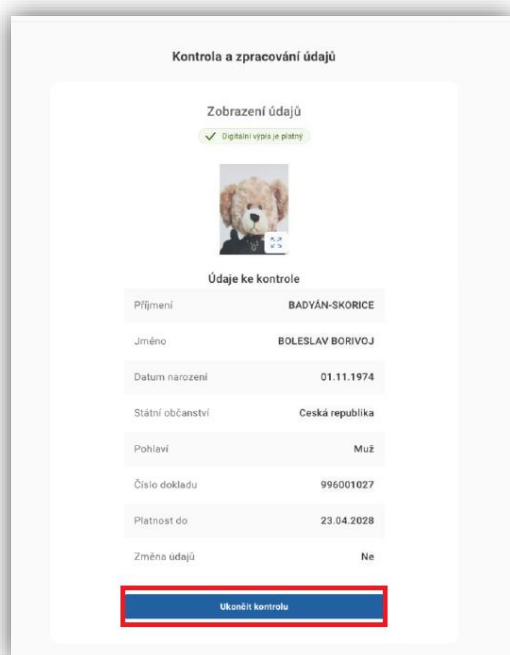 Kontrola a zpracování údajů
Zobrazení údajů
Digitální výpis je platný
Údaje ke kontrole
Příjmení BADYÁN-SKORICE
Jméno BOLESLAV BORIVOJ
Datum narození 01.11.1974
Státní občanství Česká republika
Pohlaví Muž
Číslo dokladu 996001027
Platnost do 23.04.2028
Změna údajů Ne
Ukončit kontrolu